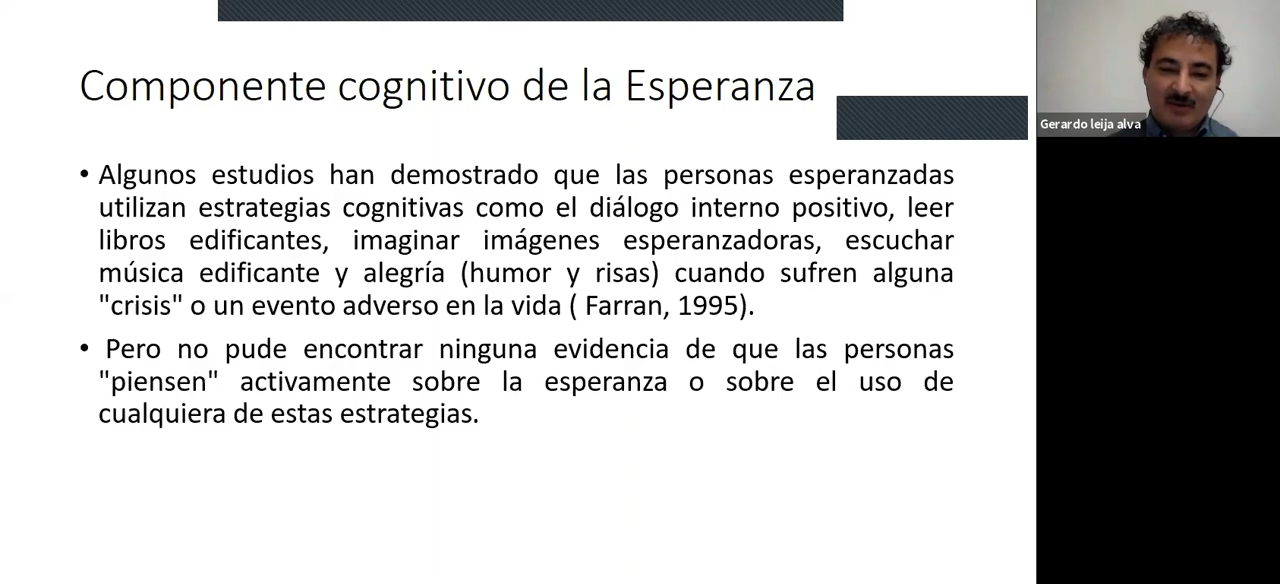 Componente cognitivo de la Esperanza
Gerardo leija alva
• Algunos estudios han demostrado que las personas esperanzadas
utilizan estrategias cognitivas como el diálogo interno positivo, leer
libros edificantes, imaginar imágenes esperanzadoras, escuchar
música edificante y alegría (humor y risas) cuando sufren alguna
"crisis" o un evento adverso en la vida ( Farran, 1995).
• Pero no pude encontrar ninguna evidencia de que las personas
"piensen" activamente sobre la esperanza o sobre el uso de
cualquiera de estas estrategias.